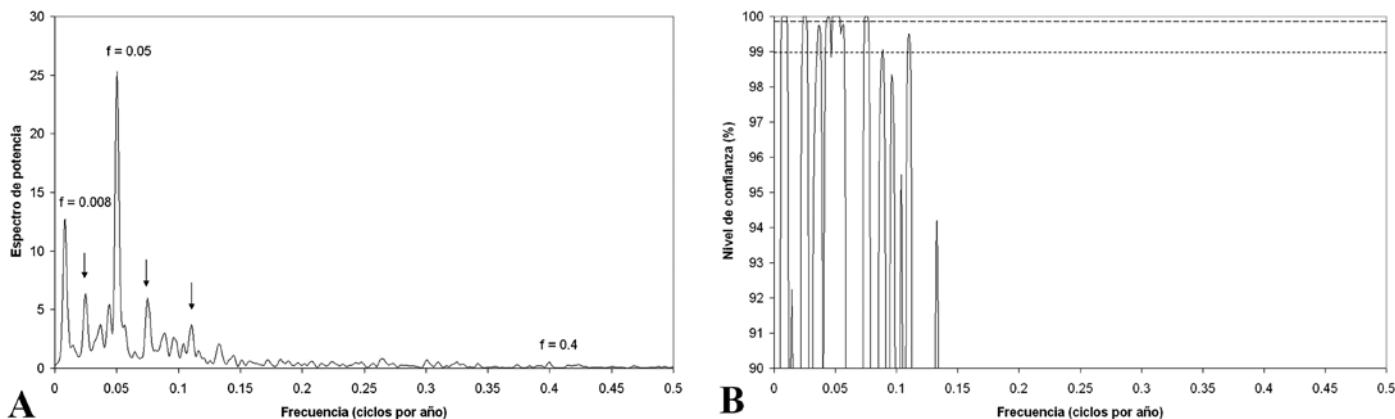 30
25
20
15
10
5
0
Espectro de potencia
f = 0.05
f = 0.008
f = 0.4
0 0.05 0.1 0.15 0.2 0.25 0.3 0.35 0.4 0.45 0.5
Frecuencia (ciclos por año)
A
100
99
98
97
96
95
94
93
92
91
90
Nivel de confianza (%)
0 0.05 0.1 0.15 0.2 0.25 0.3 0.35 0.4 0.45 0.5
Frecuencia (ciclos por año)
B